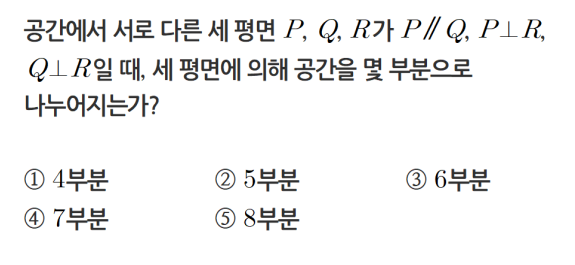 공간에서 서로 다른 세 평면 P, Q, R가 P∥Q, P⊥R,
Q⊥R일 때, 세 평면에 의해 공간을 몇 부분으로
나누어지는가?
① 4부분 ② 5부분 ③ 6부분
④ 7부분 ⑤ 8부분